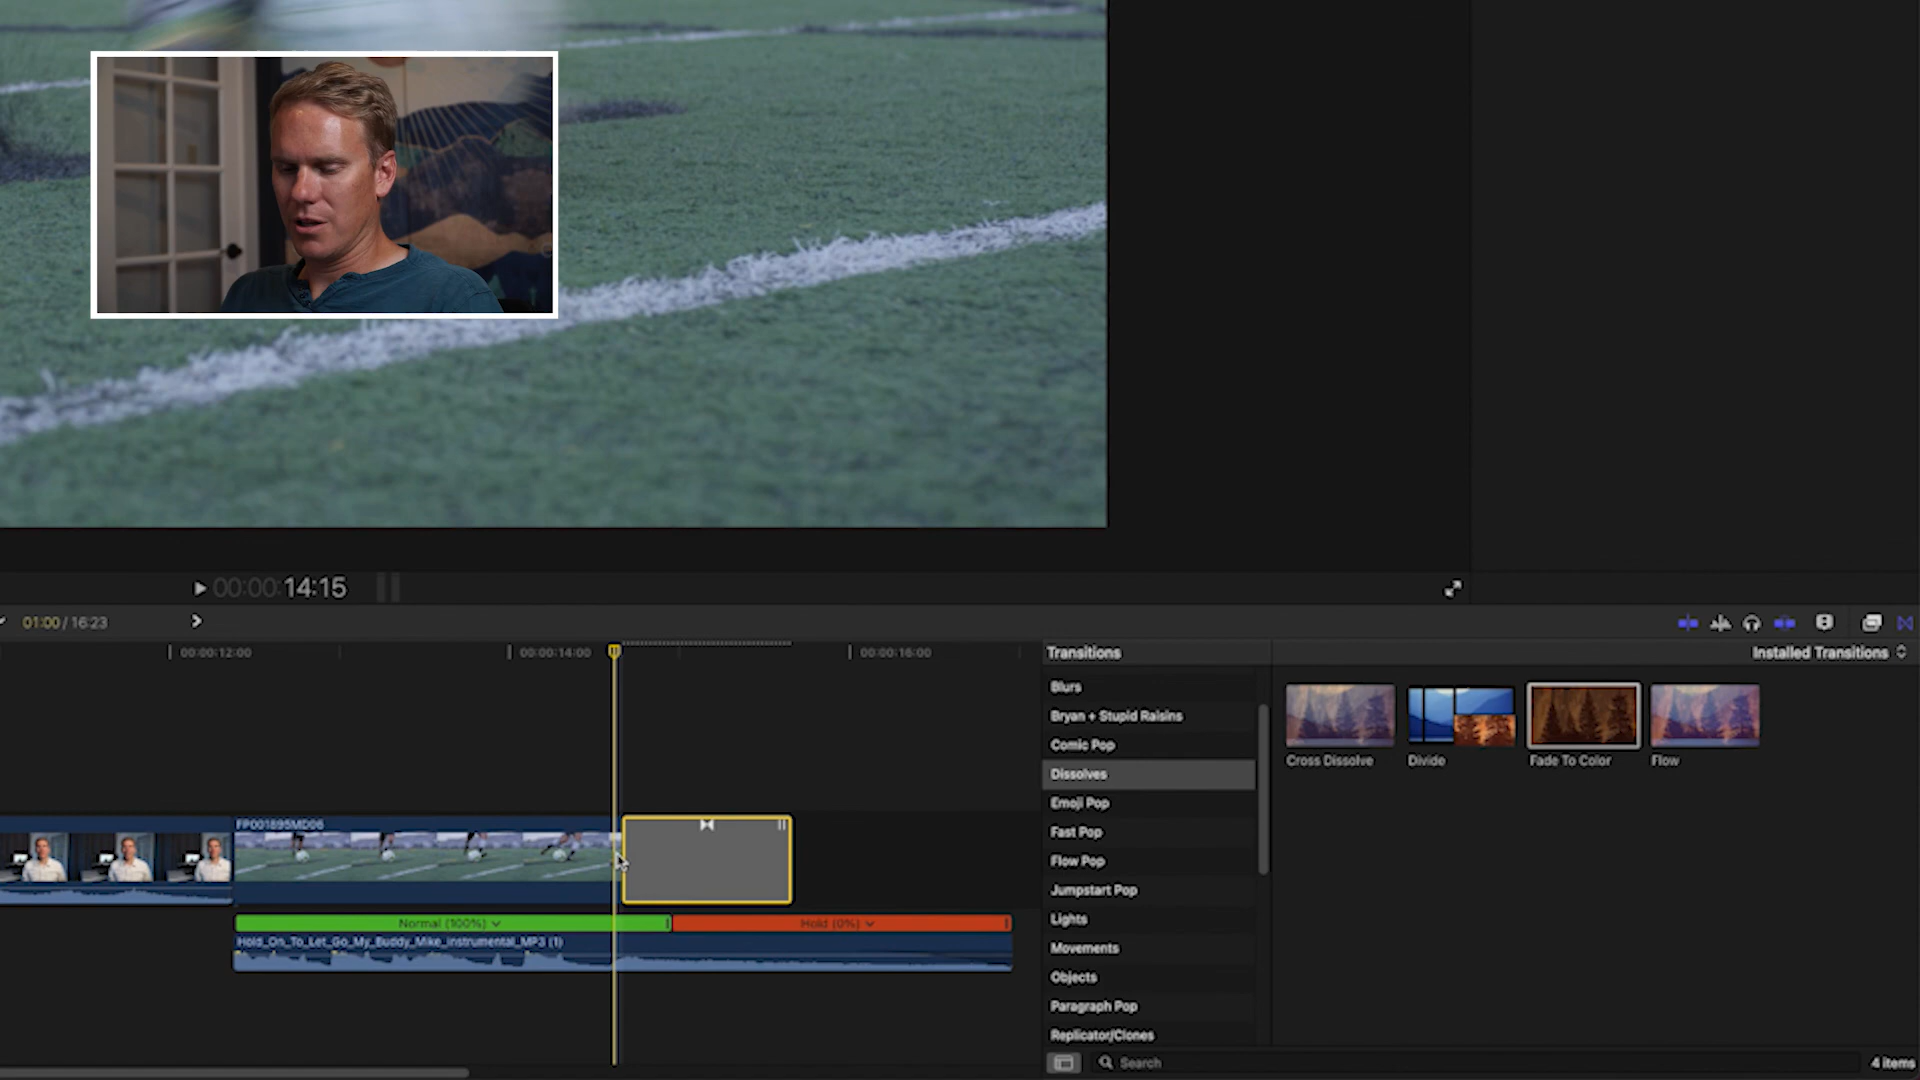 00:00:14:15
01:00 / 16:23
00:00:12:00
00:00:14:00
00:00:16:00
Transitions
Installed Transitions
Blurs
Bryan + Stupid Raisins
Comic Pop
Dissolves
Emoji Pop
Fast Pop
Flow Pop
Jumpstart Pop
Lights
Movements
Objects
Paragraph Pop
Replicator/Clones
Cross Dissolve
Divide
Fade To Color
Flow
FP001895MD06
Normal (100%)
Hold (0%)
Hold_On_To_Let_Go_My_Buddy_Mike_instrumental_MP3 (1)
Search
4 items